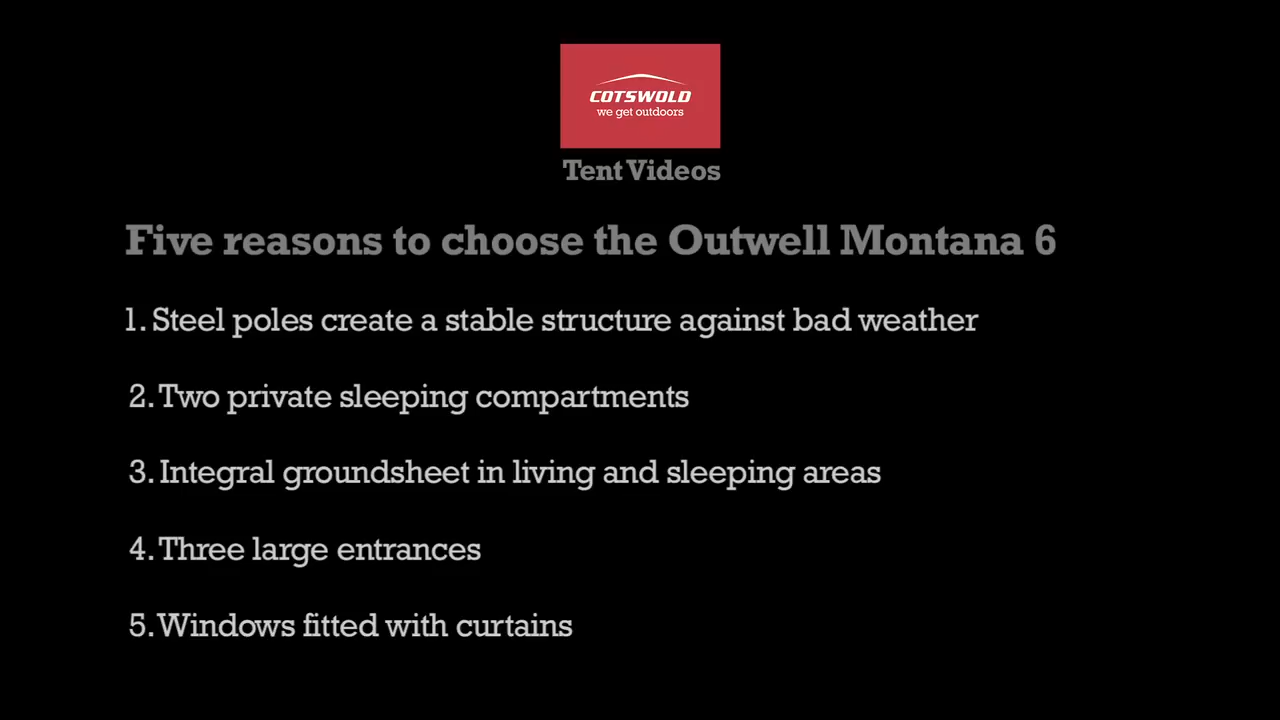 COTSWOLD
we get outdoors
Tent Videos
Five reasons to choose the Outwell Montana 6
1. Steel poles create a stable structure against bad weather
2. Two private sleeping compartments
3. Integral groundsheet in living and sleeping areas
4. Three large entrances
5. Windows fitted with curtains